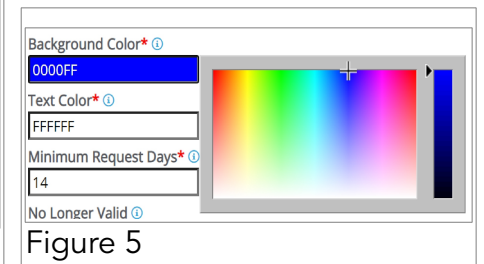 Background Color*
0000FF
Text Color*
FFFFFF
Minimum Request Days*
14
No Longer Valid
Figure 5